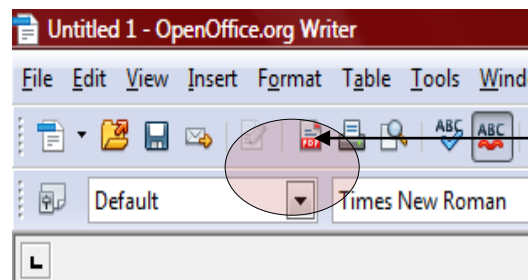 Untitled 1 - OpenOffice.org Writer
File Edit View Insert Format Table Tools Wind
PDF ABC ABC
Default Times New Roman
L